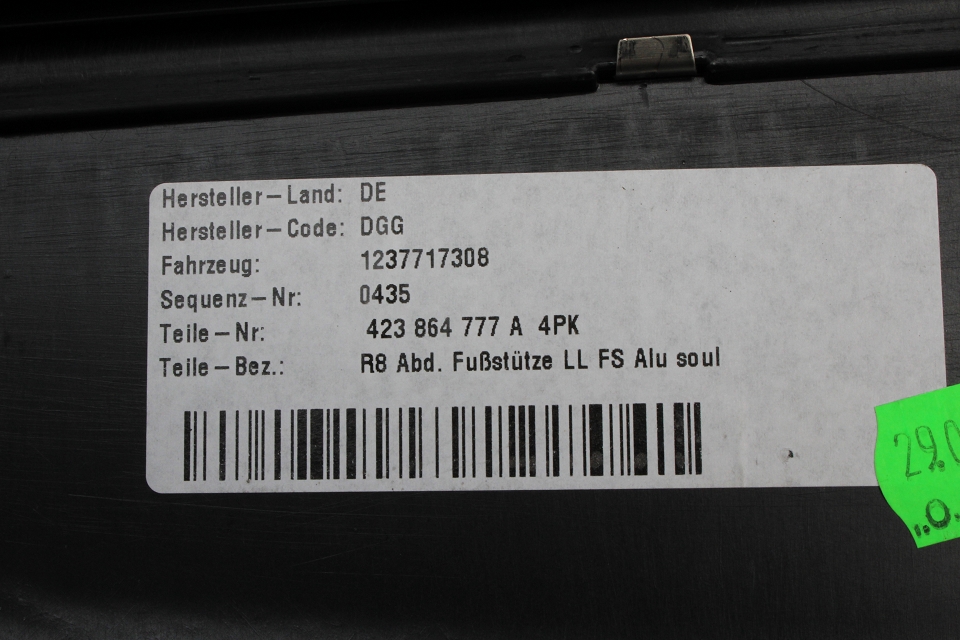 Hersteller-Land: DE
Hersteller-Code: DGG
Fahrzeug: 1237717308
Sequenz-Nr: 0435
Teile-Nr: 423 864 777 A 4PK
Teile-Bez.: R8 Abd. Fußstütze LL FS Alu soul